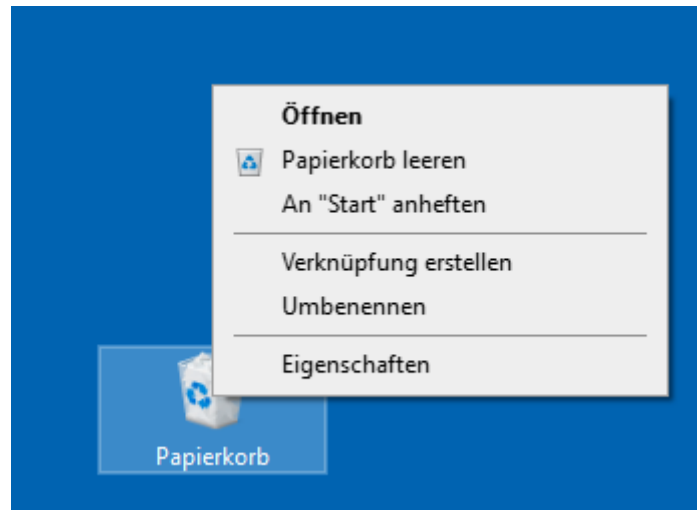 Öffnen
Papierkorb leeren
An "Start" anheften
Verknüpfung erstellen
Umbenennen
Eigenschaften
Papierkorb